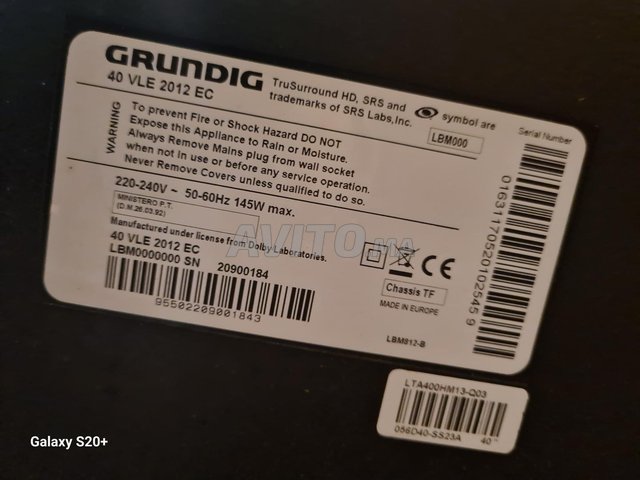 GRUNDIG
40 VLE 2012 EC
TruSurround HD, SRS and symbol are
trademarks of SRS Labs,Inc.
LBM000
Serial Number
WARNING
To prevent Fire or Shock Hazard DO NOT
Expose this Appliance to Rain or Moisture.
Always Remove Mains plug from wall socket
when not in use or before any service operation.
Never Remove Covers unless qualified to do so.
220-240V ~ 50-60Hz 145W max.
MINISTERO P.T.
(D.M.26.03.92)
Manufactured under license from Dolby Laboratories.
40 VLE 2012 EC
LBM0000000 SN 20900184
95502209001843
CE
Chassis TF
MADE IN EUROPE
LBM812-B
01631170520102545 9
LTA400HM13-Q03
056D40-SS23A 40"
AVITO.MA
Galaxy S20+